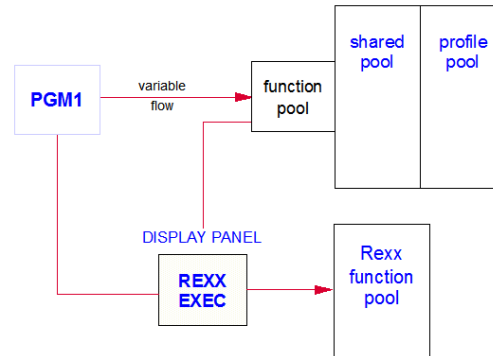 shared
pool
profile
pool
PGM1
variable
flow
function
pool
DISPLAY PANEL
REXX
EXEC
Rexx
function
pool